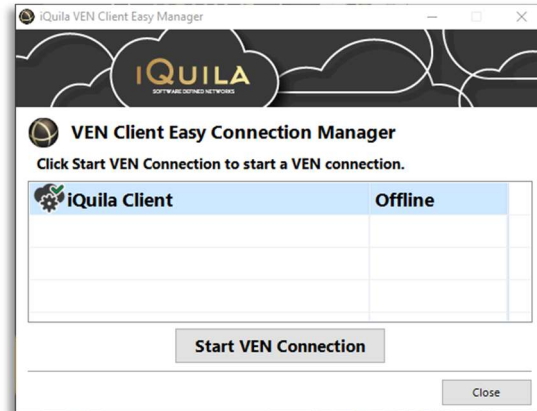 iQuila VEN Client Easy Manager
IQUILA
SOFTWARE DEFINED NETWORKS
VEN Client Easy Connection Manager
Click Start VEN Connection to start a VEN connection.
iQuila Client Offline
Start VEN Connection
Close